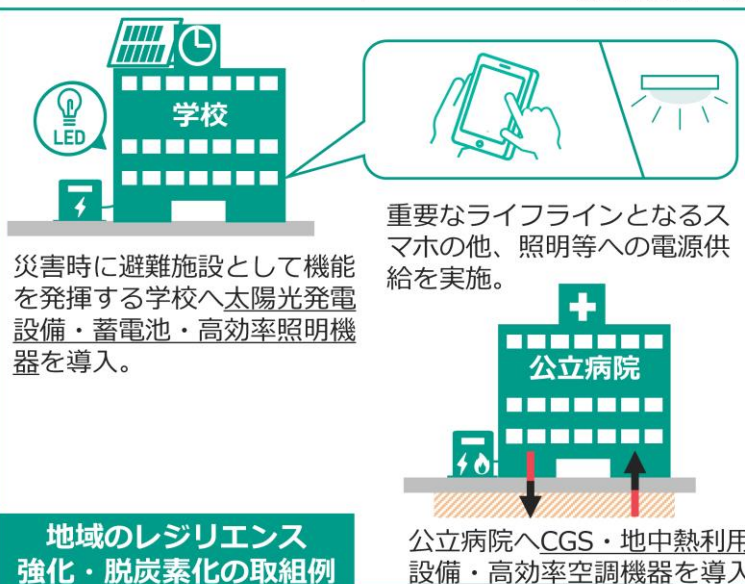 学校
LED
災害時に避難施設として機能
を発揮する学校へ太陽光発電
設備・蓄電池・高効率照明機
器を導入。
重要なライフラインとなるス
マホの他、照明等への電源供
給を実施。
公立病院
公立病院へCGS・地中熱利用
設備・高効率空調機器を導入
地域のレジリエンス
強化・脱炭素化の取組例